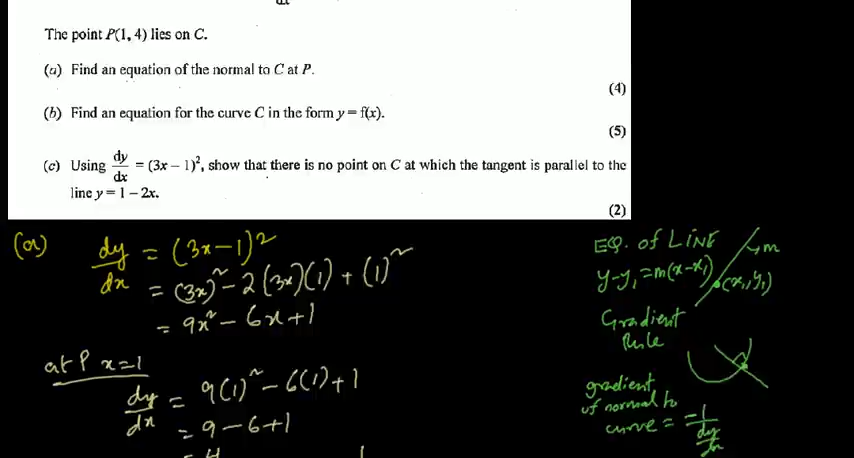 The point P(1, 4) lies on C.
(a) Find an equation of the normal to C at P.
(4)
(b) Find an equation for the curve C in the form y = f(x).
(5)
(c) Using dy/dx = (3x – 1)², show that there is no point on C at which the tangent is parallel to the
line y = 1 – 2x.
(2)
(a) dy/dx = (3x-1)²
= (3x)² - 2(3x)(1) + (1)²
= 9x² - 6x + 1
at P x=1
dy/dx = 9(1)² - 6(1) + 1
= 9 - 6 + 1
= 4
EQ. of LINE
y-y₁=m(x-x₁)
m
(x₁,y₁)
Gradient
Rule
gradient
of normal to
curve = -1/(dy/dx)